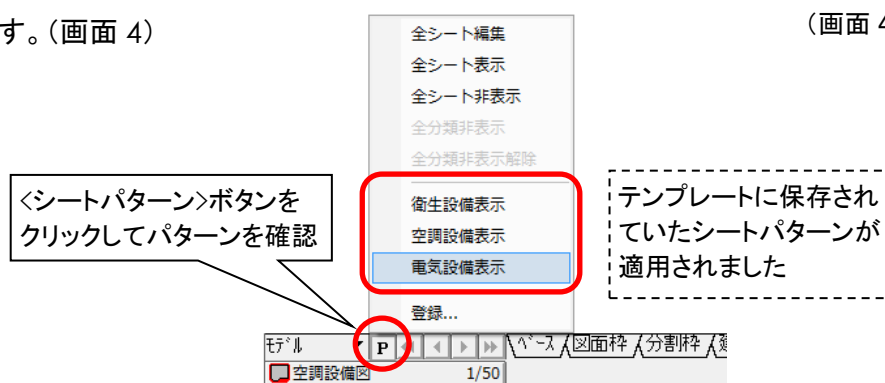 す。(画面 4)
(画面 4
全シート編集
全シート表示
全シート非表示
全分類非表示
全分類非表示解除
衛生設備表示
空調設備表示
電気設備表示
登録...
<シートパターン>ボタンを
クリックしてパターンを確認
テンプレートに保存され
ていたシートパターンが
適用されました
ﾓﾃﾞﾙ P ﾍﾞｰｽ 図面枠 分割枠
空調設備図 1/50